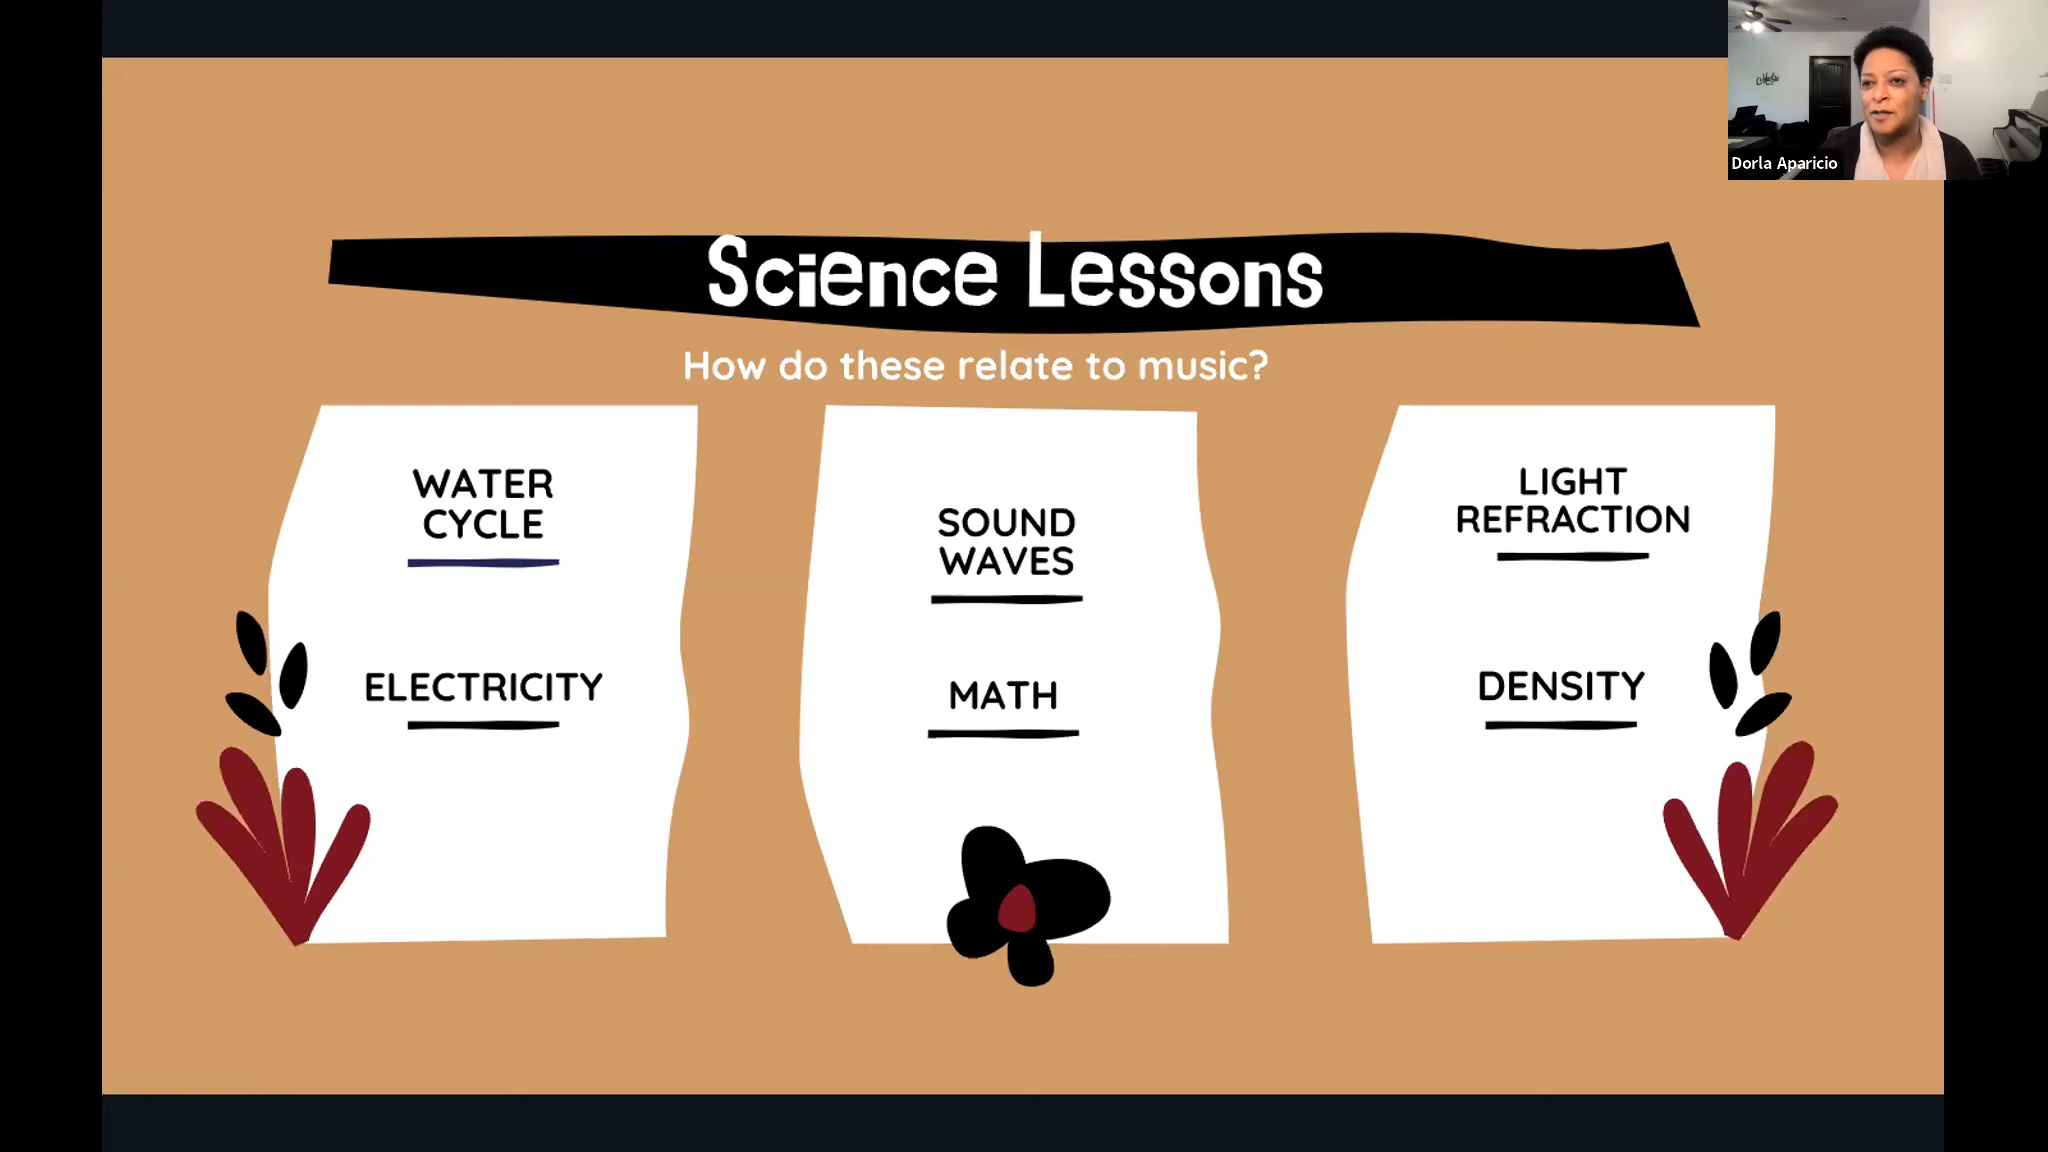 Science Lessons
How do these relate to music?
WATER
CYCLE
ELECTRICITY
SOUND
WAVES
MATH
LIGHT
REFRACTION
DENSITY
Music
Dorla Aparicio